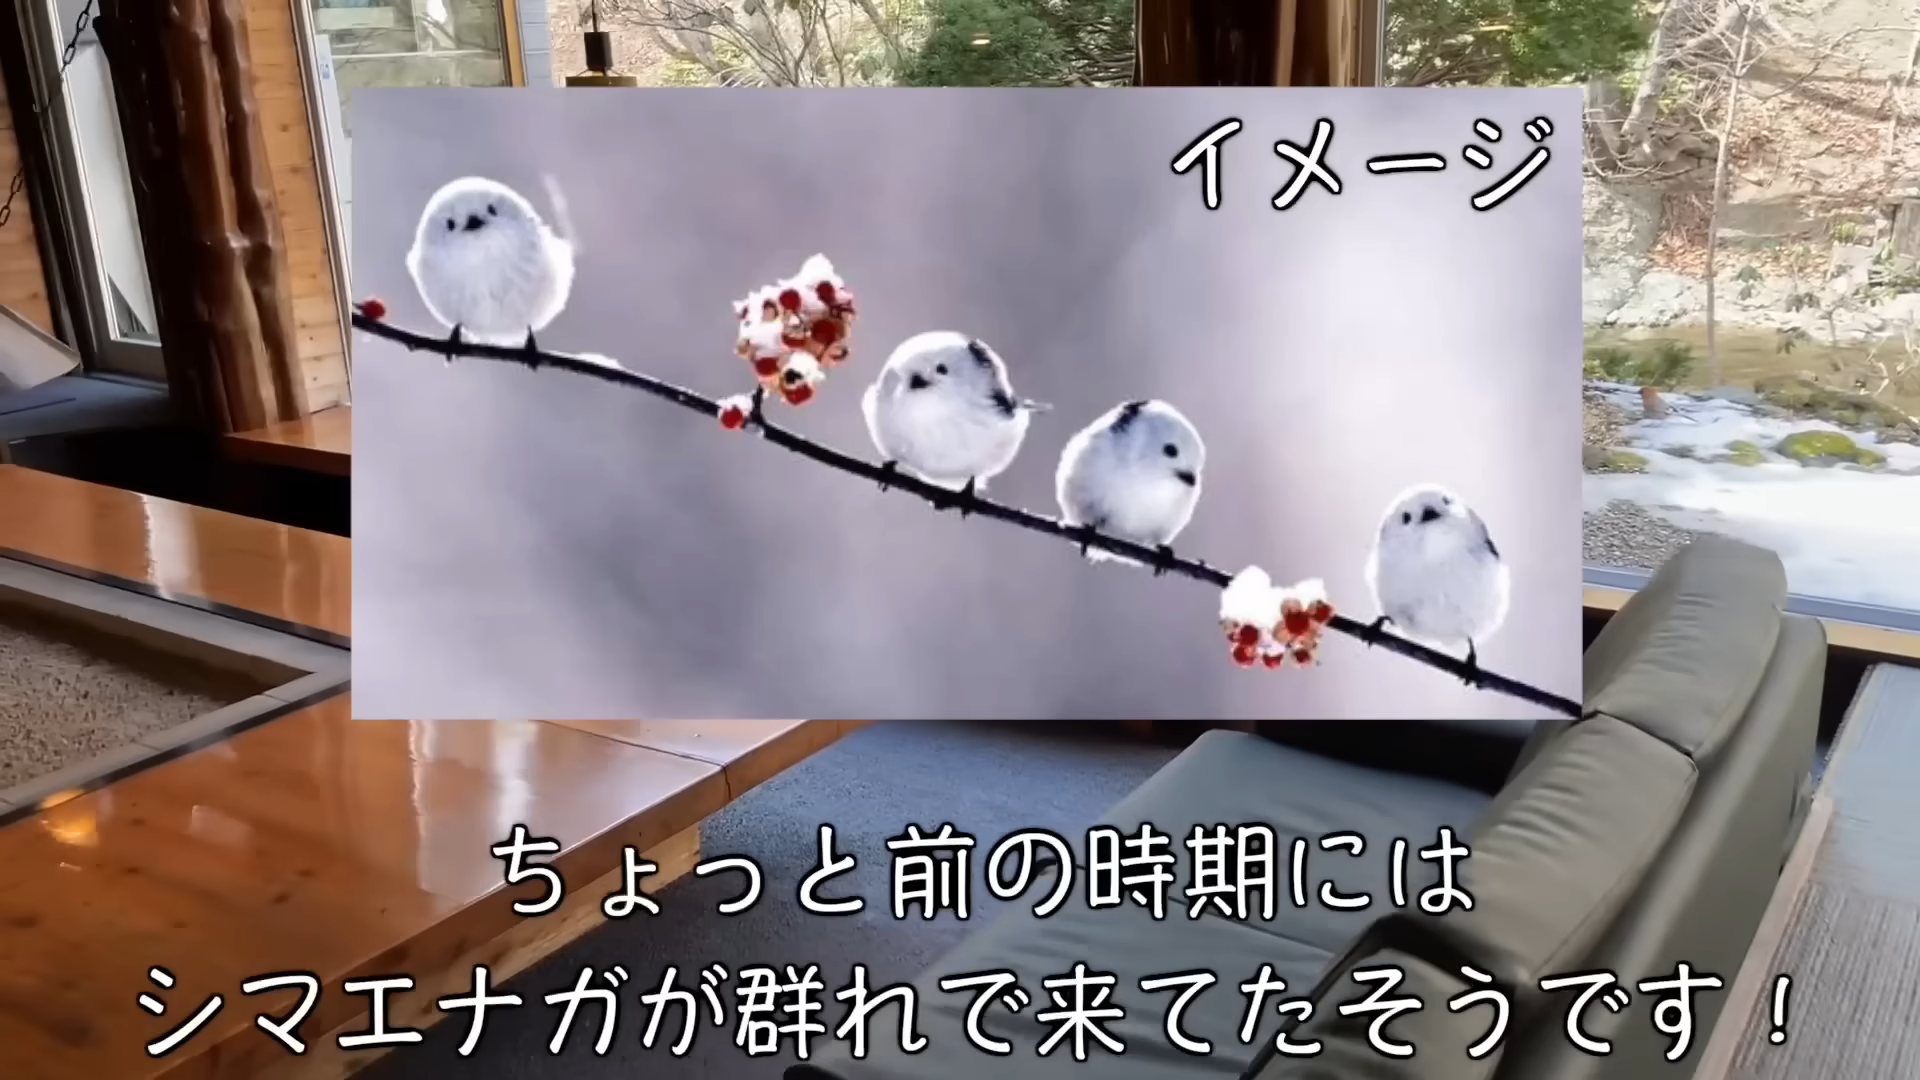 イメージ
ちょっと前の時期には
シマエナガが群れで来てたそうです！